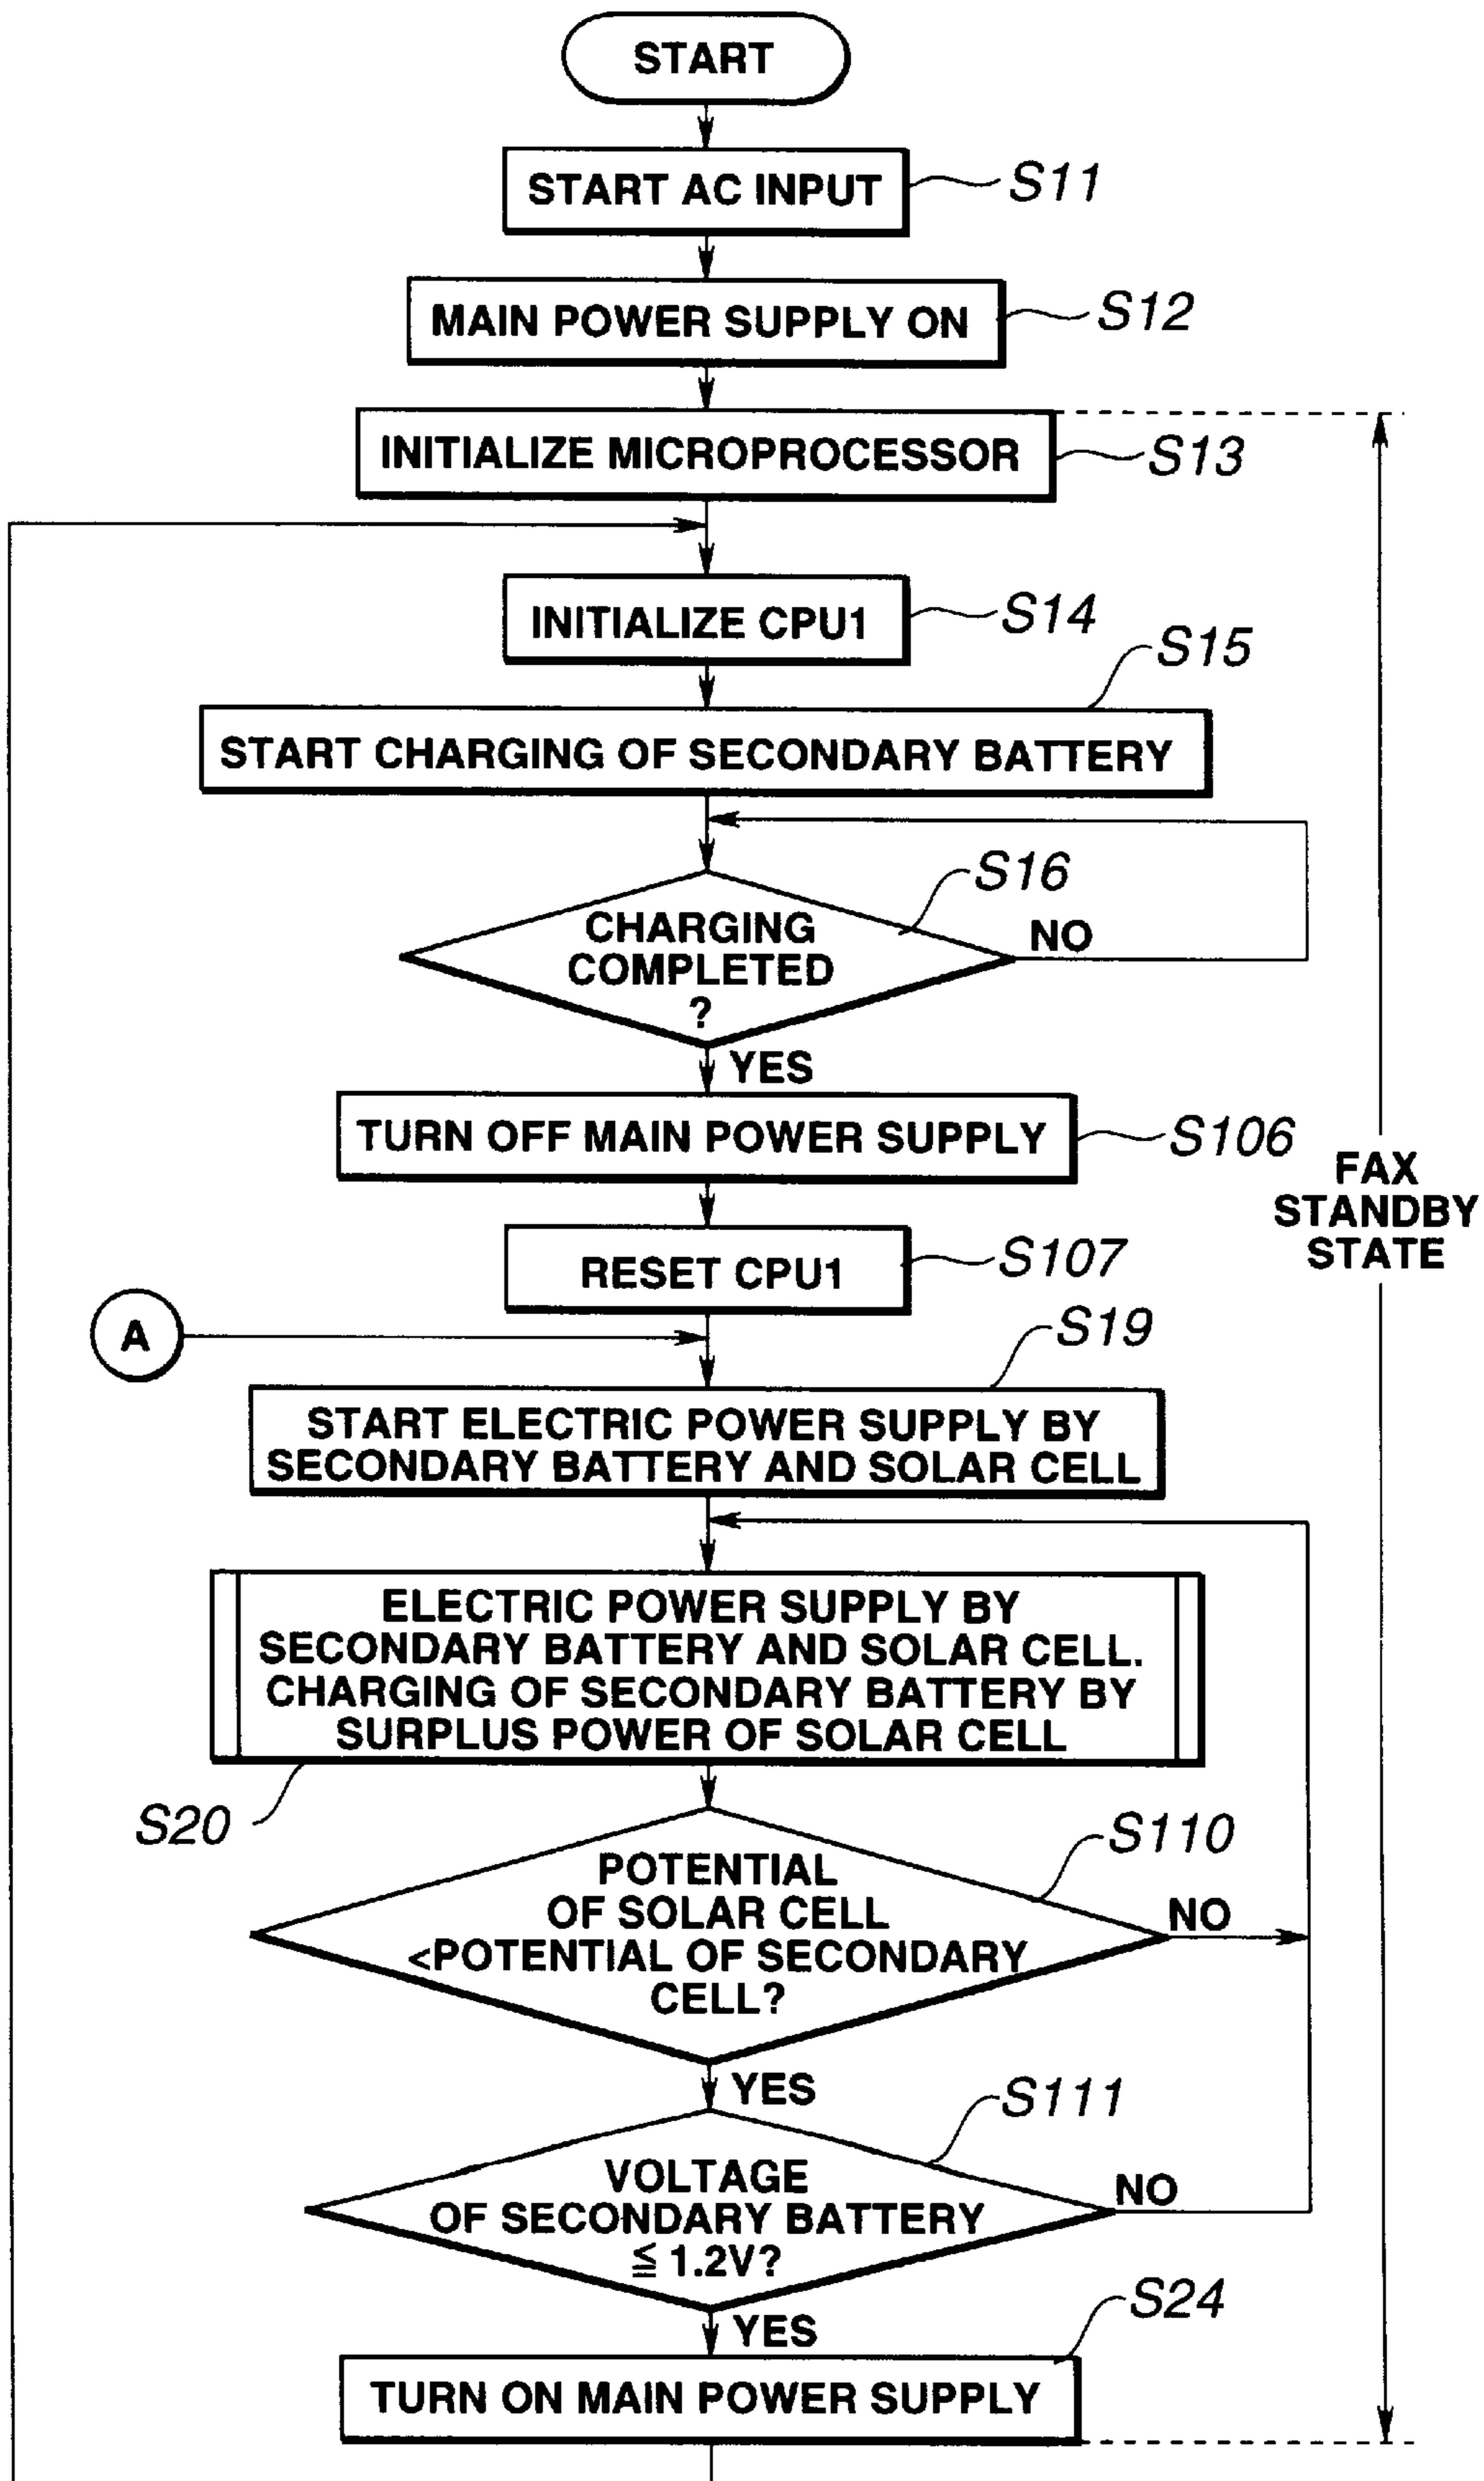 START
START AC INPUT
S11
MAIN POWER SUPPLY ON
S12
INITIALIZE MICROPROCESSOR
S13
INITIALIZE CPU1
S14
S15
START CHARGING OF SECONDARY BATTERY
S16
CHARGING
COMPLETED
?
NO
YES
TURN OFF MAIN POWER SUPPLY
S106
FAX
STANDBY
STATE
RESET CPU1
S107
A
S19
START ELECTRIC POWER SUPPLY BY
SECONDARY BATTERY AND SOLAR CELL
ELECTRIC POWER SUPPLY BY
SECONDARY BATTERY AND SOLAR CELL.
CHARGING OF SECONDARY BATTERY BY
SURPLUS POWER OF SOLAR CELL
S20
S110
POTENTIAL
OF SOLAR CELL
<POTENTIAL OF SECONDARY
CELL?
NO
YES
S111
VOLTAGE
OF SECONDARY BATTERY
≦ 1.2V?
NO
YES
S24
TURN ON MAIN POWER SUPPLY